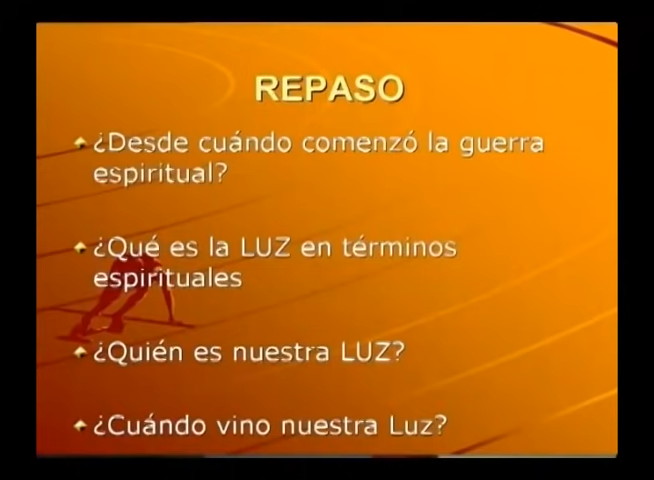 REPASO
¿Desde cuándo comenzó la guerra
espiritual?
¿Qué es la LUZ en términos
espirituales
¿Quién es nuestra LUZ?
¿Cuándo vino nuestra Luz?